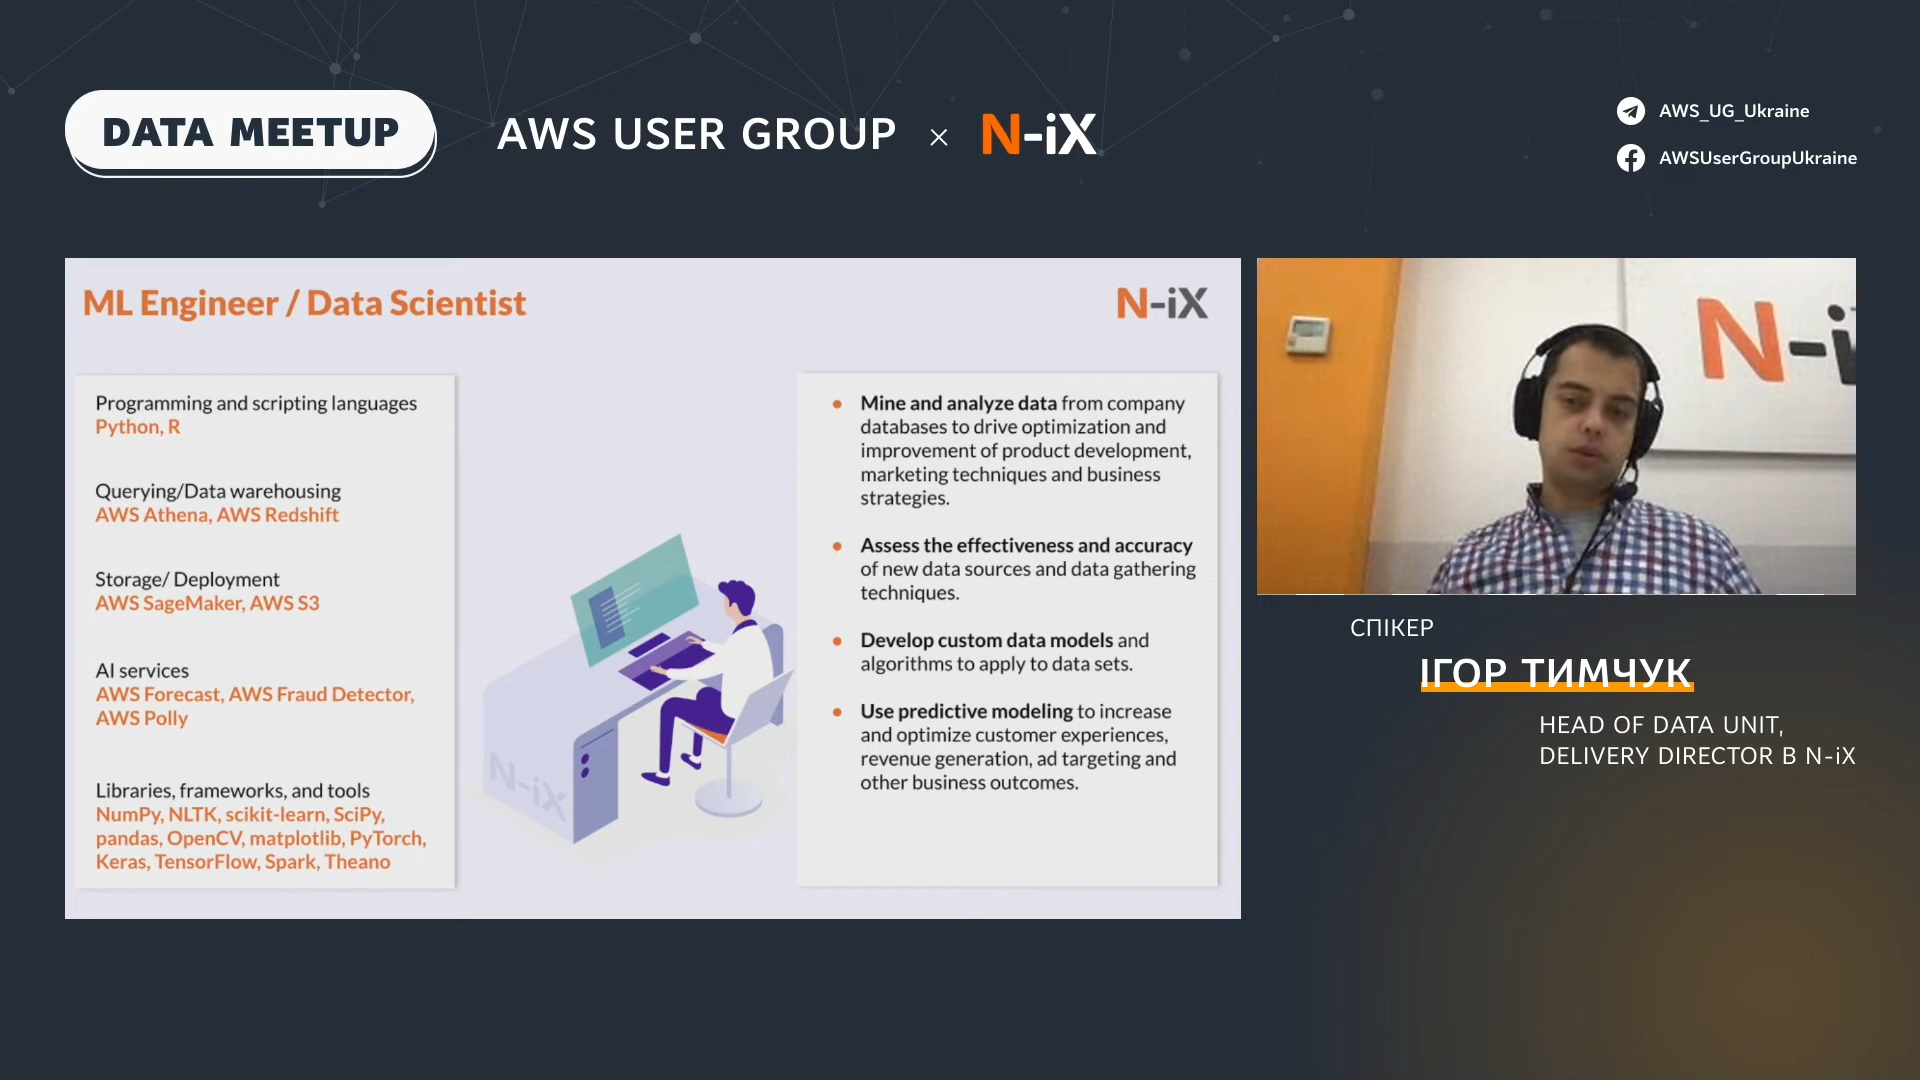 DATA MEETUP
AWS USER GROUP × N-iX
AWS_UG_Ukraine
AWSUserGroupUkraine
ML Engineer / Data Scientist
N-iX
Programming and scripting languages
Python, R
Querying/Data warehousing
AWS Athena, AWS Redshift
Storage/ Deployment
AWS SageMaker, AWS S3
AI services
AWS Forecast, AWS Fraud Detector,
AWS Polly
Libraries, frameworks, and tools
NumPy, NLTK, scikit-learn, SciPy,
pandas, OpenCV, matplotlib, PyTorch,
Keras, TensorFlow, Spark, Theano
N-iX
• Mine and analyze data from company
databases to drive optimization and
improvement of product development,
marketing techniques and business
strategies.
• Assess the effectiveness and accuracy
of new data sources and data gathering
techniques.
• Develop custom data models and
algorithms to apply to data sets.
• Use predictive modeling to increase
and optimize customer experiences,
revenue generation, ad targeting and
other business outcomes.
N-i
СПІКЕР
ІГОР ТИМЧУК
HEAD OF DATA UNIT,
DELIVERY DIRECTOR В N-iX